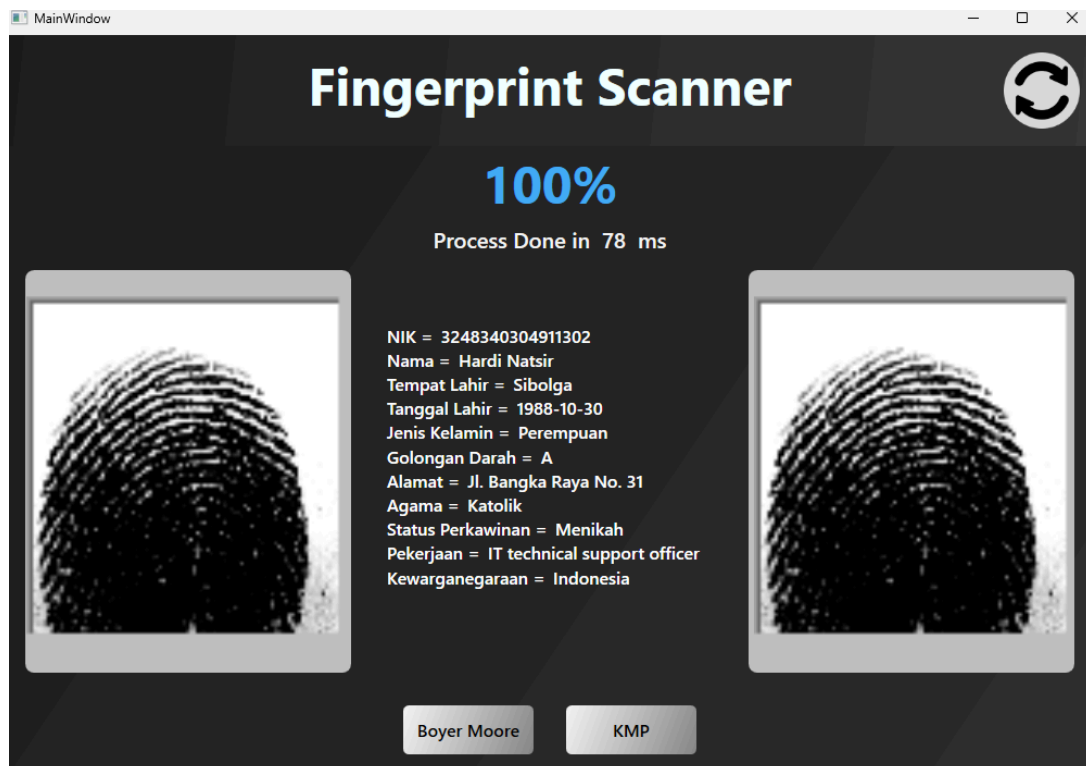 MainWindow
Fingerprint Scanner
100%
Process Done in 78 ms
NIK = 3248340304911302
Nama = Hardi Natsir
Tempat Lahir = Sibolga
Tanggal Lahir = 1988-10-30
Jenis Kelamin = Perempuan
Golongan Darah = A
Alamat = Jl. Bangka Raya No. 31
Agama = Katolik
Status Perkawinan = Menikah
Pekerjaan = IT technical support officer
Kewarganegaraan = Indonesia
Boyer Moore
KMP